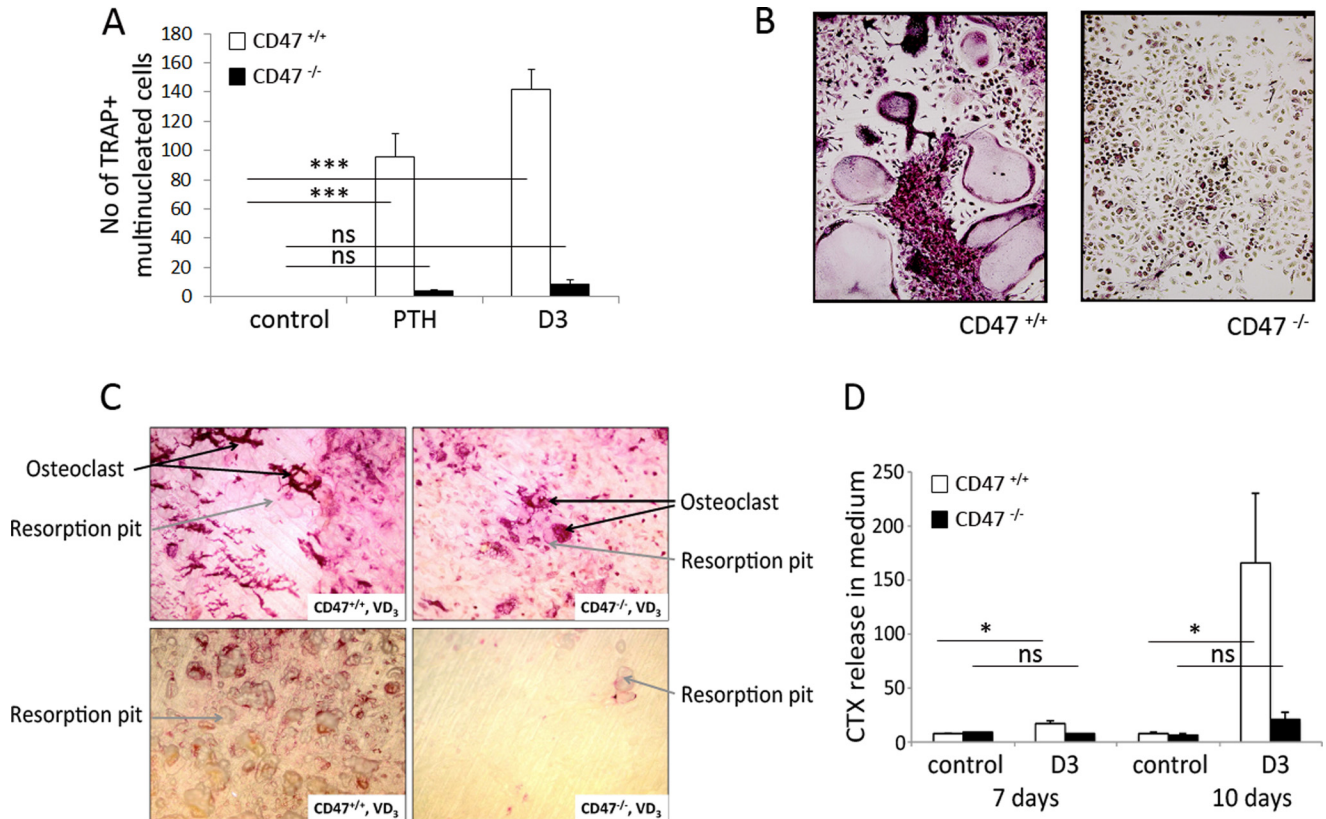 A
No of TRAP+
multinucleated cells
180
160
140
120
100
80
60
40
20
0
CD47 +/+
CD47 -/-
***
***
ns
ns
control
PTH
D3
B
CD47 +/+
CD47 -/-
C
Osteoclast
Resorption pit
CD47+/+, VD3
Osteoclast
Resorption pit
CD47-/-, VD3
Resorption pit
CD47+/+, VD3
Resorption pit
CD47-/-, VD3
D
CTX release in medium
250
200
150
100
50
0
CD47 +/+
CD47 -/-
*
ns
*
ns
control
D3
control
D3
7 days
10 days